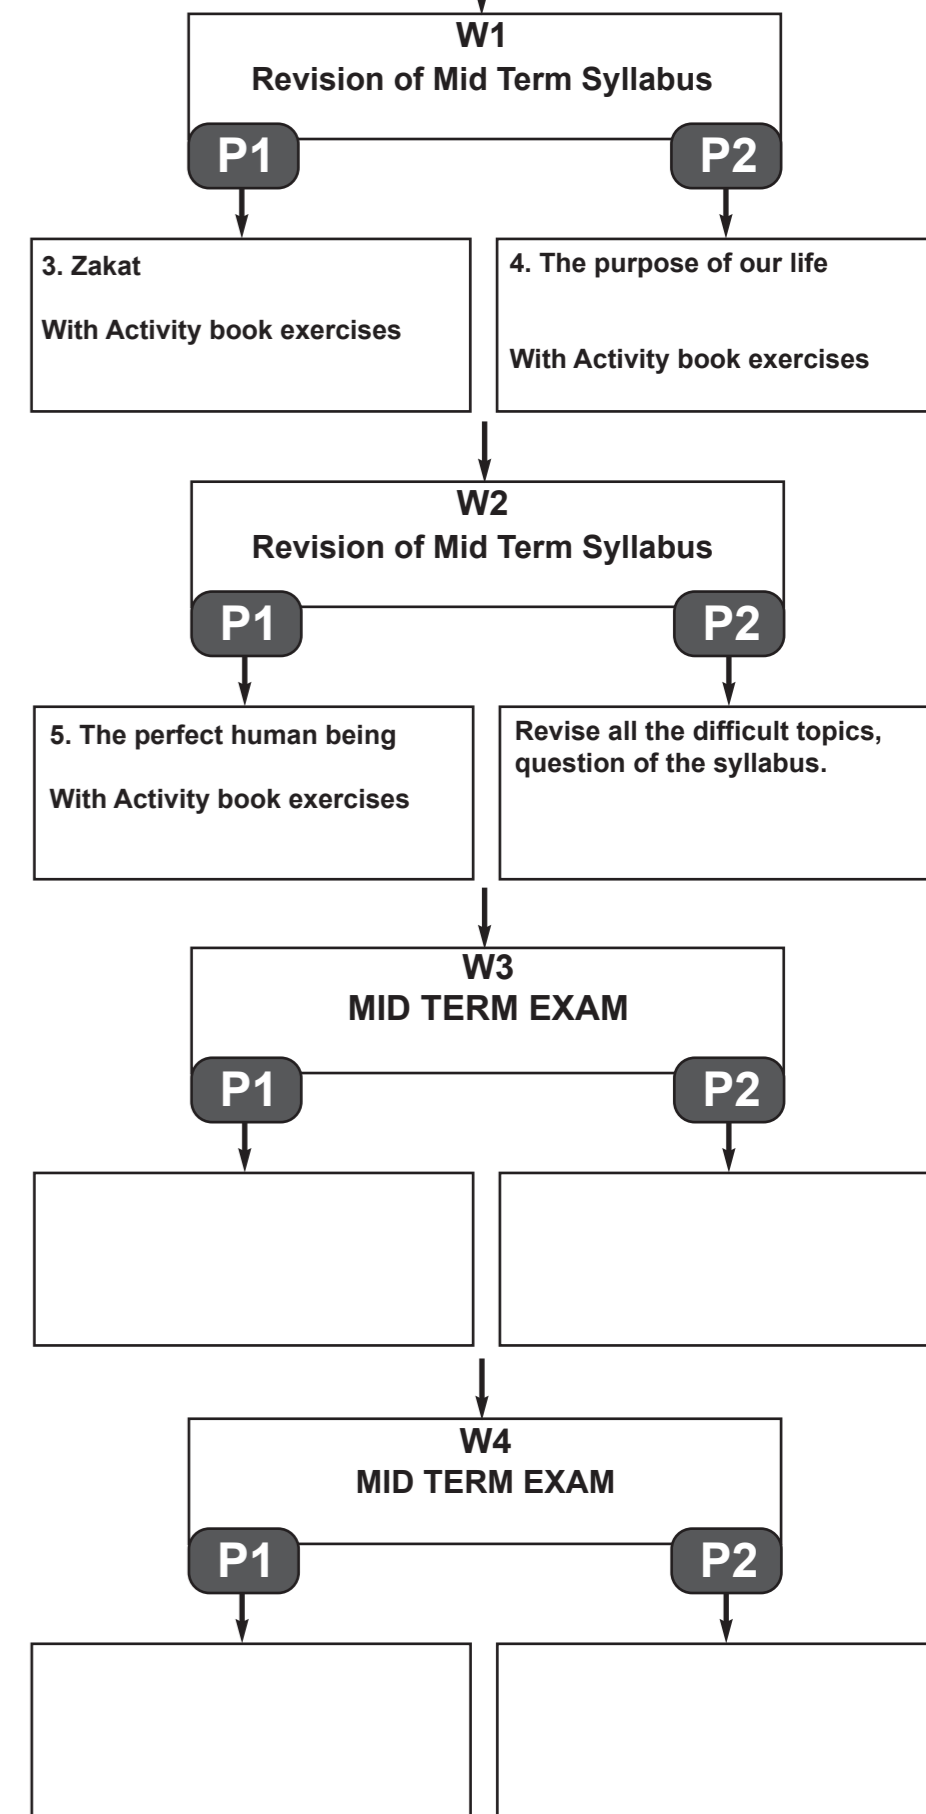 W1
Revision of Mid Term Syllabus
P1
P2
3. Zakat
With Activity book exercises
4. The purpose of our life
With Activity book exercises
W2
Revision of Mid Term Syllabus
P1
P2
5. The perfect human being
With Activity book exercises
Revise all the difficult topics,
question of the syllabus.
W3
MID TERM EXAM
P1
P2
W4
MID TERM EXAM
P1
P2